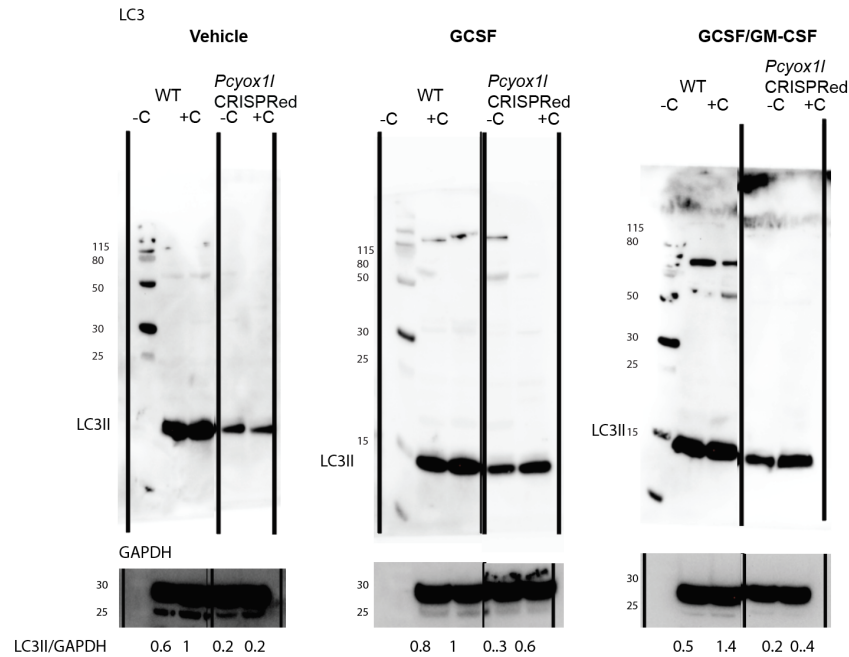 LC3
Vehicle GCSF GCSF/GM-CSF
Pcyox1l Pcyox1l Pcyox1l
WT CRISPRed WT CRISPRed WT CRISPRed
-C +C -C +C -C +C -C +C -C +C -C +C
115 115 115
80 80 80
50 50 50
30 30 30
25 25 25
LC3II 15 LC3II 15
LC3II
GAPDH
30 30 30
25 25 25
LC3II/GAPDH 0.6 1 0.2 0.2 0.8 1 0..3 0.6 0.5 1.4 0.2 0..4